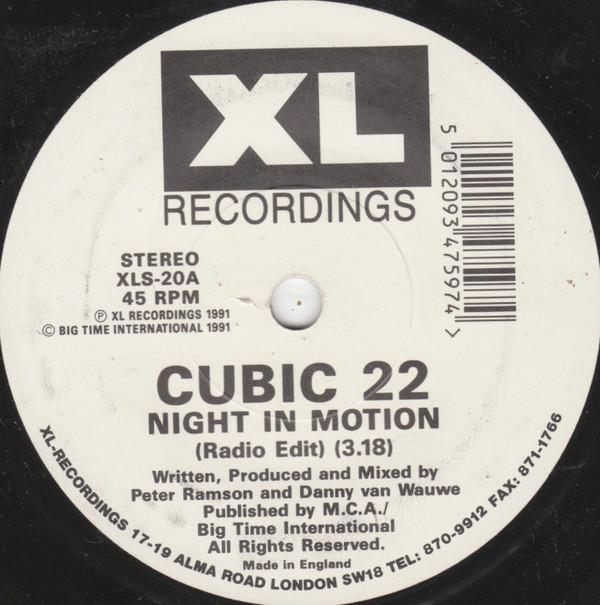 XL
RECORDINGS
5 012093 475974 >
STEREO
XLS-20A
45 RPM
Ⓟ XL RECORDINGS 1991
© BIG TIME INTERNATIONAL 1991
CUBIC 22
NIGHT IN MOTION
(Radio Edit) (3.18)
Written, Produced and Mixed by
Peter Ramson and Danny van Wauwe
Published by M.C.A./
Big Time International
All Rights Reserved.
Made in England
XL-RECORDINGS 17-19 ALMA ROAD LONDON SW18 TEL: 870-9912 FAX: 871-1766